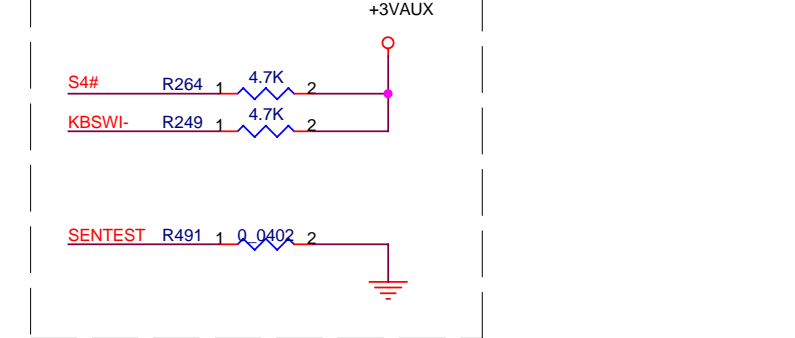 +3VAUX
S4# R264 1 4.7K 2
KBSWI- R249 1 4.7K 2
SENTEST R491 1 0_0402 2